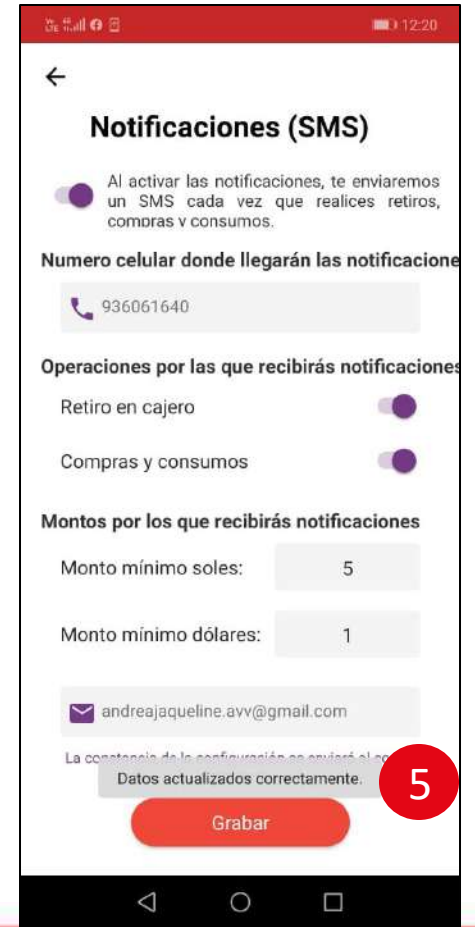 12:20
Notificaciones (SMS)
Al activar las notificaciones, te enviaremos
un SMS cada vez que realices retiros,
compras y consumos.
Numero celular donde llegarán las notificacione
936061640
Operaciones por las que recibirás notificaciones
Retiro en cajero
Compras y consumos
Montos por los que recibirás notificaciones
Monto mínimo soles: 5
Monto mínimo dólares: 1
andreajaqueline.avv@gmail.com
La constancia de la configuración se enviará al
Datos actualizados correctamente.
5
Grabar